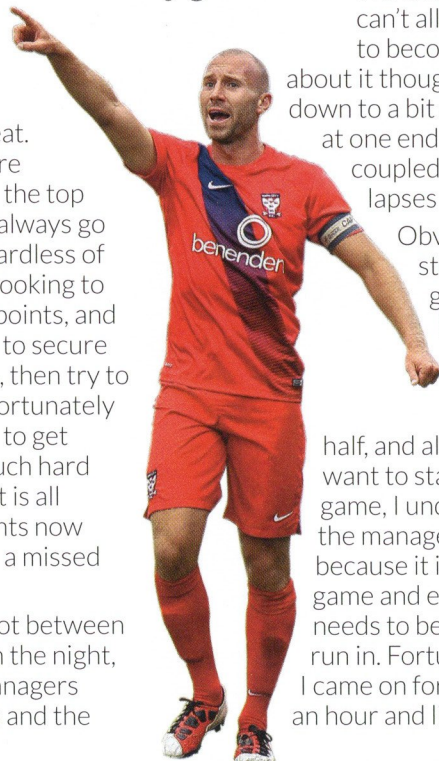 eat.
re
the top
always go
ardless of
ooking to
points, and
to secure
, then try to
ortunately
to get
uch hard
t is all
nts now
a missed
ot between
n the night,
anagers
and the
benenden
can't all
to beco
about it thoug
down to a bit
at one end
coupled
lapses
Obv
st
g
half, and al
want to sta
game, I und
the manage
because it i
game and e
needs to be
run in. Fortu
I came on for
an hour and l